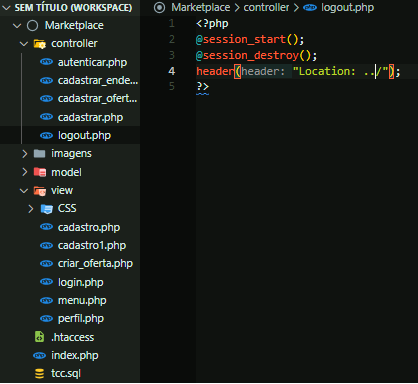 SEM TÍTULO (WORKSPACE)
Marketplace
controller
autenticar.php
cadastrar_ende...
cadastrar_ofert...
cadastrar.php
logout.php
imagens
model
view
CSS
cadastro.php
cadastro1.php
criar_oferta.php
login.php
menu.php
perfil.php
.htaccess
index.php
tcc.sql
Marketplace > controller > logout.php
1 <?php
2 @session_start();
3 @session_destroy();
4 header(header: "Location: ../");
5 ?>